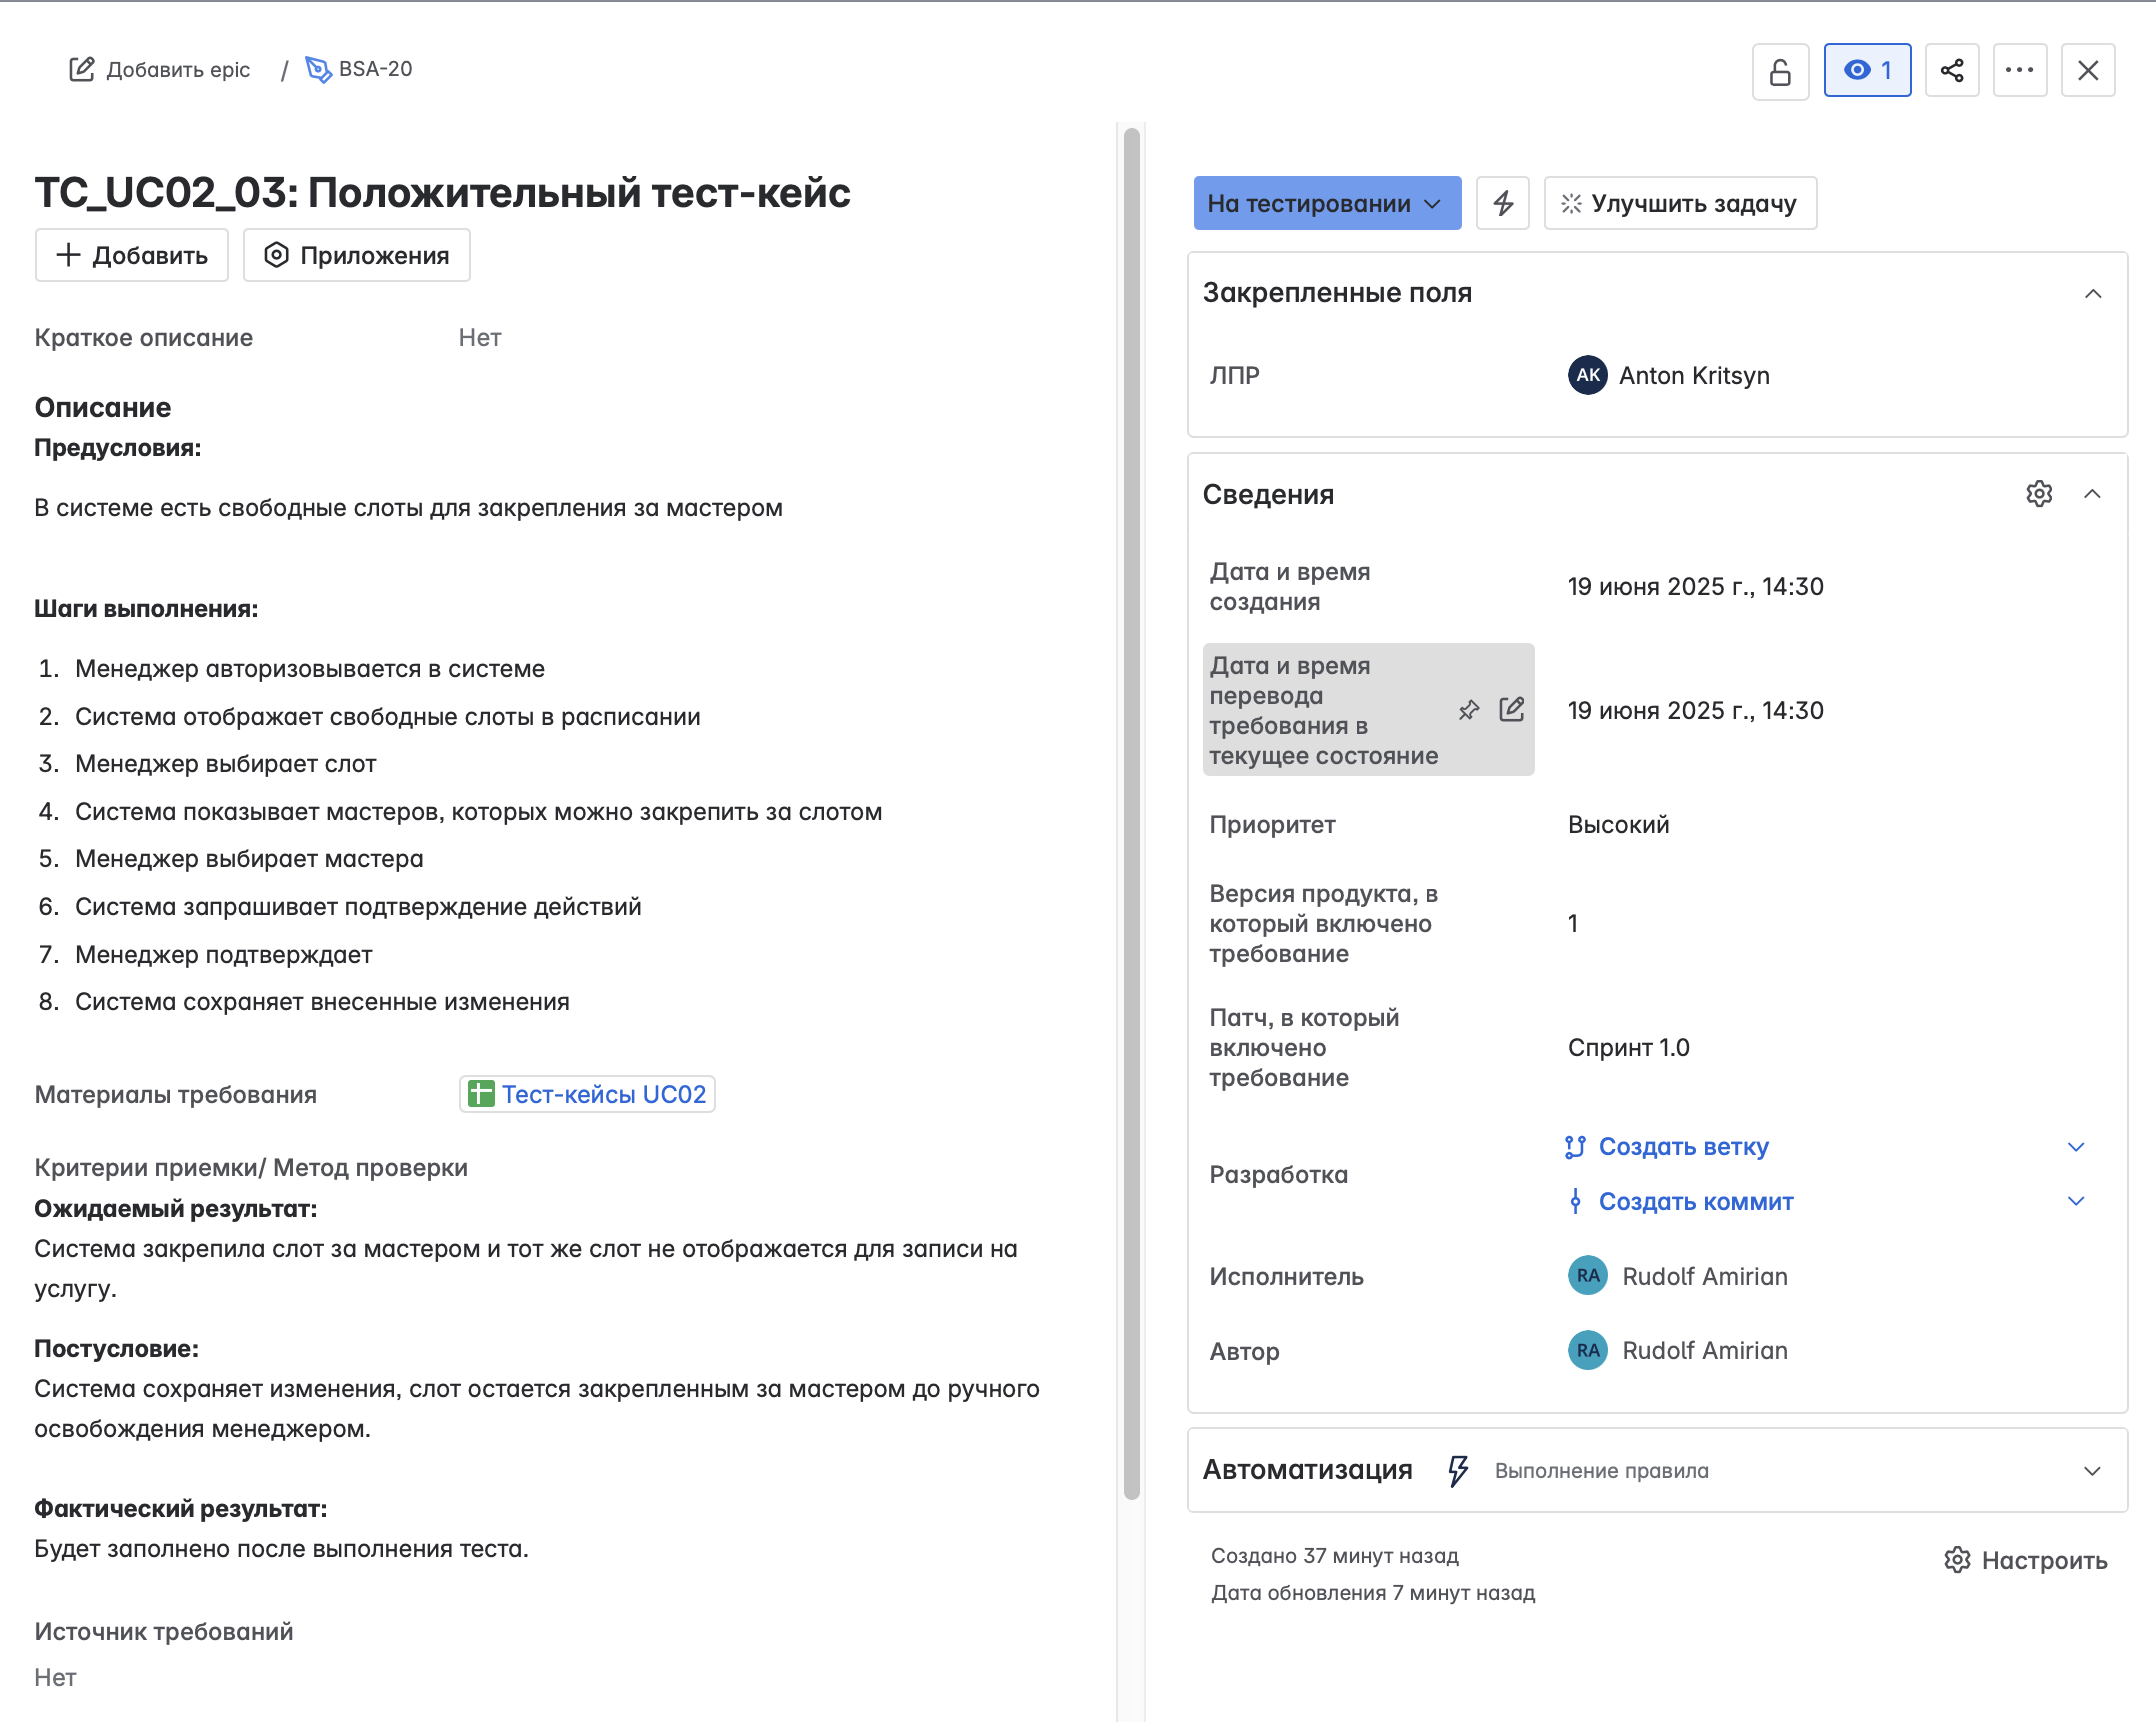 Добавить epic / BSA-20
1
TC_UC02_03: Положительный тест-кейс
Добавить
Приложения
Краткое описание
Нет
Описание
Предусловия:
В системе есть свободные слоты для закрепления за мастером
Шаги выполнения:
1. Менеджер авторизовывается в системе
2. Система отображает свободные слоты в расписании
3. Менеджер выбирает слот
4. Система показывает мастеров, которых можно закрепить за слотом
5. Менеджер выбирает мастера
6. Система запрашивает подтверждение действий
7. Менеджер подтверждает
8. Система сохраняет внесенные изменения
Материалы требования
Тест-кейсы UC02
Критерии приемки/ Метод проверки
Ожидаемый результат:
Система закрепила слот за мастером и тот же слот не отображается для записи на
услугу.
Постусловие:
Система сохраняет изменения, слот остается закрепленным за мастером до ручного
освобождения менеджером.
Фактический результат:
Будет заполнено после выполнения теста.
Источник требований
Нет
На тестировании
Улучшить задачу
Закрепленные поля
ЛПР
AK Anton Kritsyn
Сведения
Дата и время
создания
19 июня 2025 г., 14:30
Дата и время
перевода
требования в
текущее состояние
19 июня 2025 г., 14:30
Приоритет
Высокий
Версия продукта, в
который включено
требование
1
Патч, в который
включено
требование
Спринт 1.0
Разработка
Создать ветку
Создать коммит
Исполнитель
RA Rudolf Amirian
Автор
RA Rudolf Amirian
Автоматизация
Выполнение правила
Создано 37 минут назад
Дата обновления 7 минут назад
Настроить